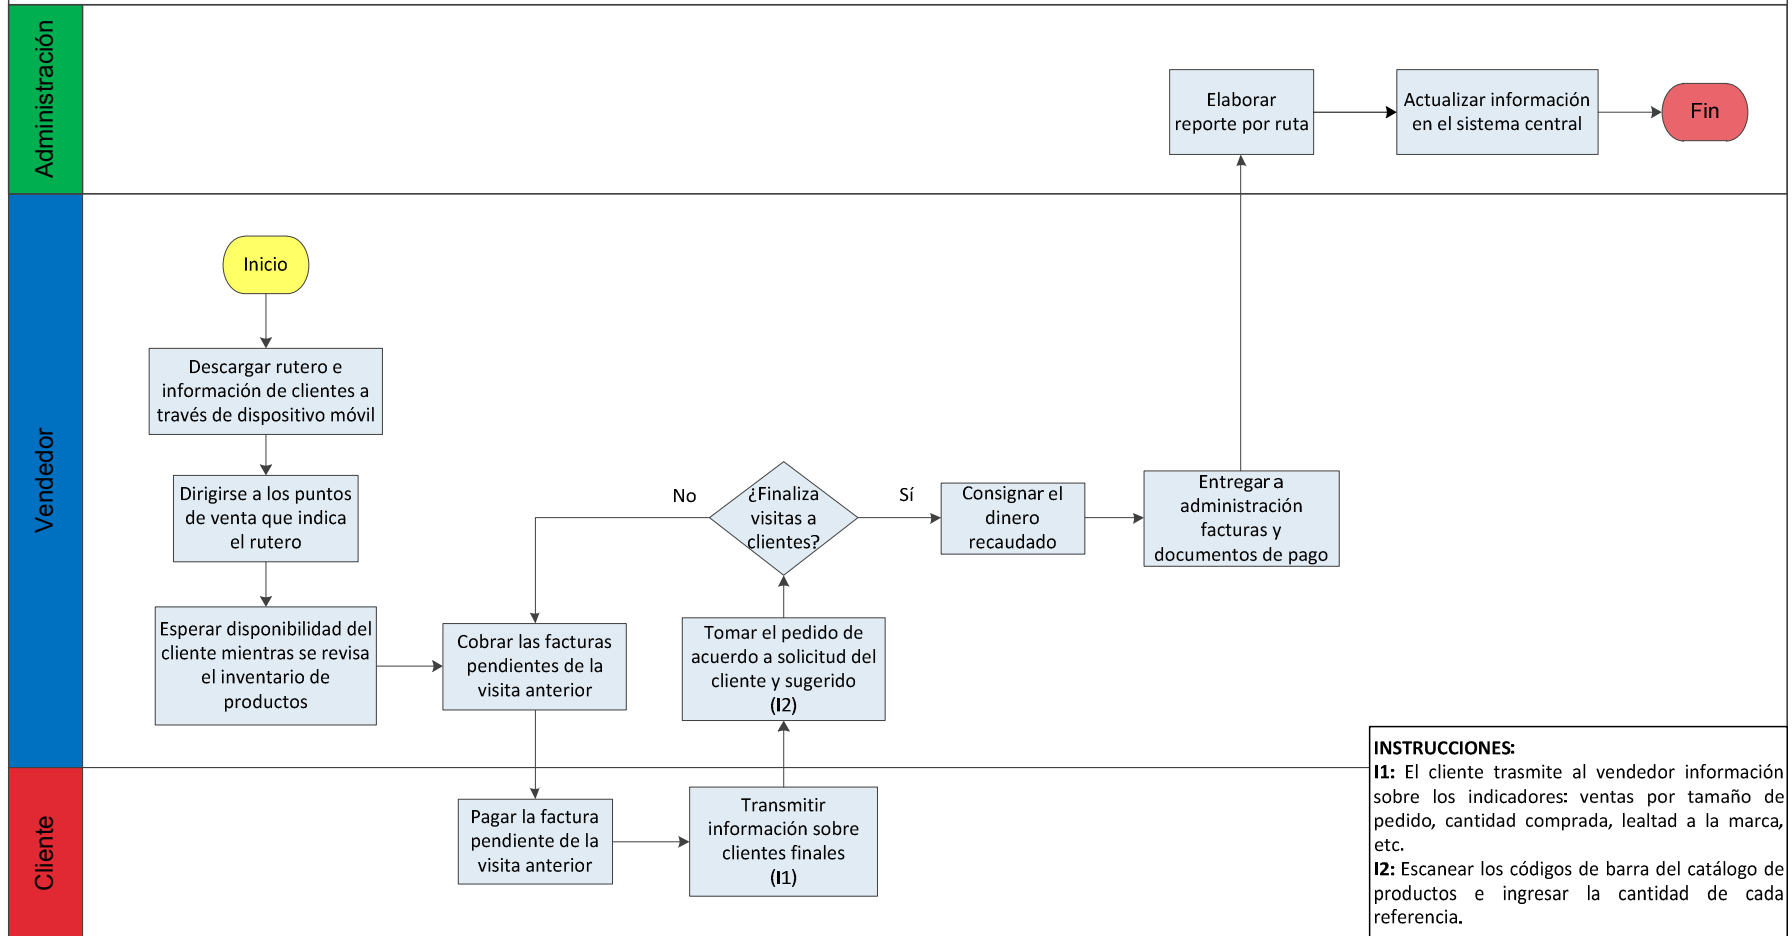 Administración
Elaborar
reporte por ruta
Actualizar información
en el sistema central
Fin
Vendedor
Inicio
Descargar rutero e
información de clientes a
través de dispositivo móvil
Dirigirse a los puntos
de venta que indica
el rutero
Esperar disponibilidad del
cliente mientras se revisa
el inventario de
productos
Cobrar las facturas
pendientes de la
visita anterior
No
¿Finaliza
visitas a
clientes?
Sí
Tomar el pedido de
acuerdo a solicitud del
cliente y sugerido
(I2)
Consignar el
dinero
recaudado
Entregar a
administración
facturas y
documentos de pago
Cliente
Pagar la factura
pendiente de la
visita anterior
Transmitir
información sobre
clientes finales
(I1)
INSTRUCCIONES:
I1: El cliente trasmite al vendedor información
sobre los indicadores: ventas por tamaño de
pedido, cantidad comprada, lealtad a la marca,
etc.
I2: Escanear los códigos de barra del catálogo de
productos e ingresar la cantidad de cada
referencia.